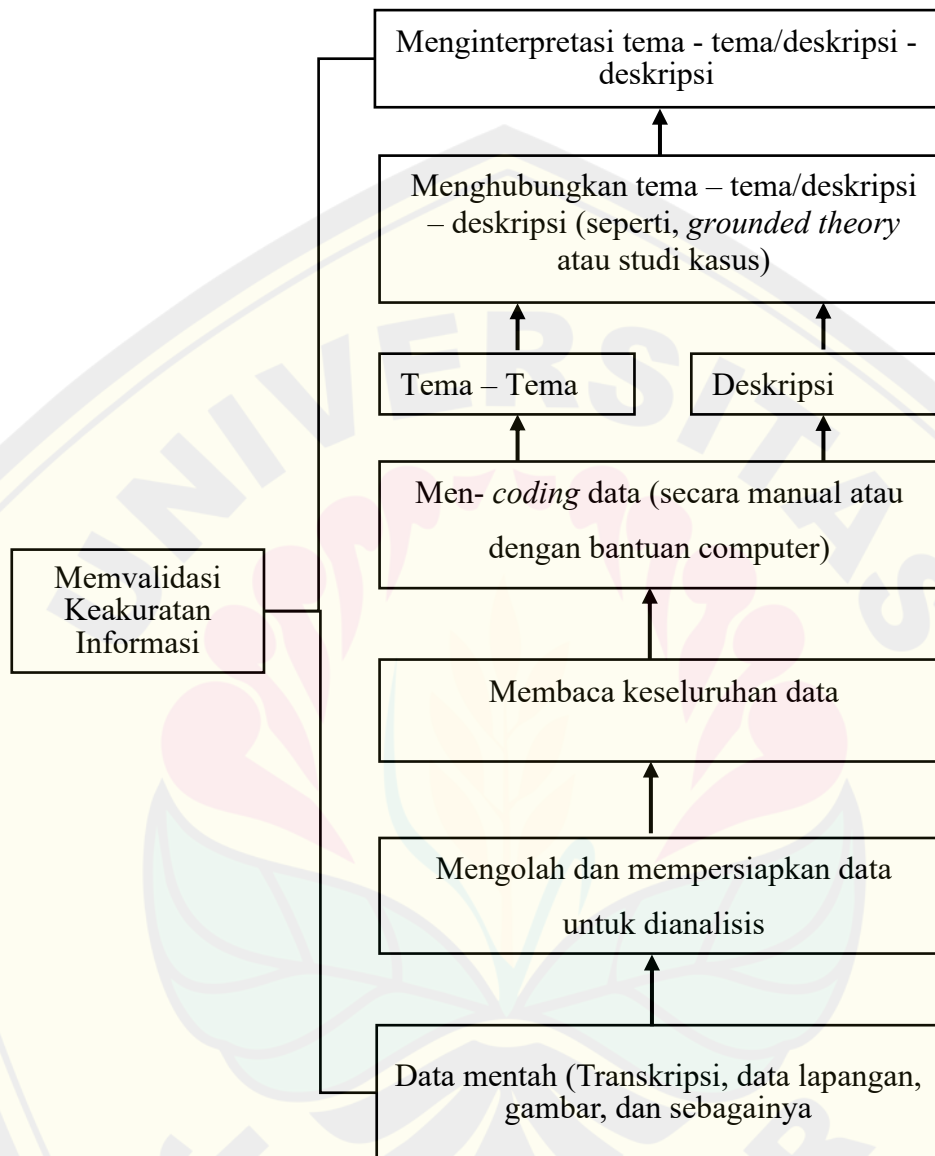 Menginterpretasi tema - tema/deskripsi -
deskripsi
Menghubungkan tema – tema/deskripsi
– deskripsi (seperti, grounded theory
atau studi kasus)
Tema – Tema
Deskripsi
Men- coding data (secara manual atau
dengan bantuan computer)
Memvalidasi
Keakuratan
Informasi
Membaca keseluruhan data
Mengolah dan mempersiapkan data
untuk dianalisis
Data mentah (Transkripsi, data lapangan,
gambar, dan sebagainya
UNIVERSITAS